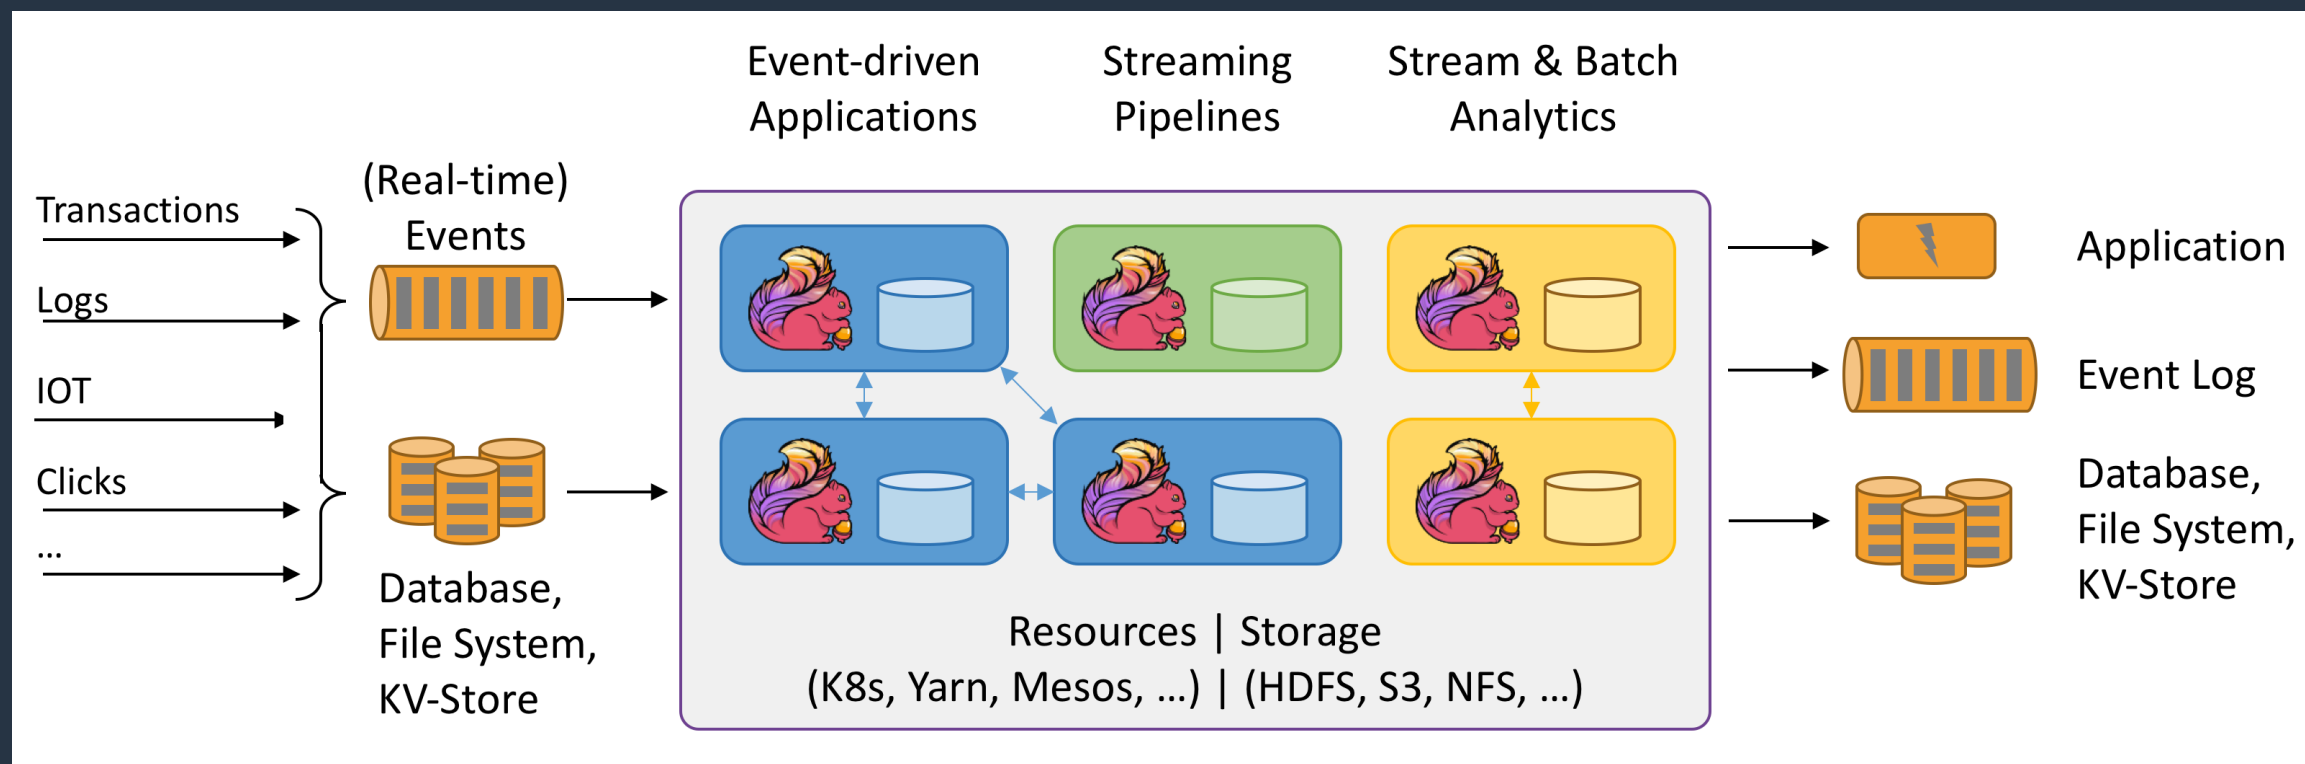 Event-driven
Applications
Streaming
Pipelines
Stream & Batch
Analytics
Transactions
Logs
IOT
Clicks
...
(Real-time)
Events
Database,
File System,
KV-Store
Resources | Storage
(K8s, Yarn, Mesos, ...) | (HDFS, S3, NFS, ...)
Application
Event Log
Database,
File System,
KV-Store